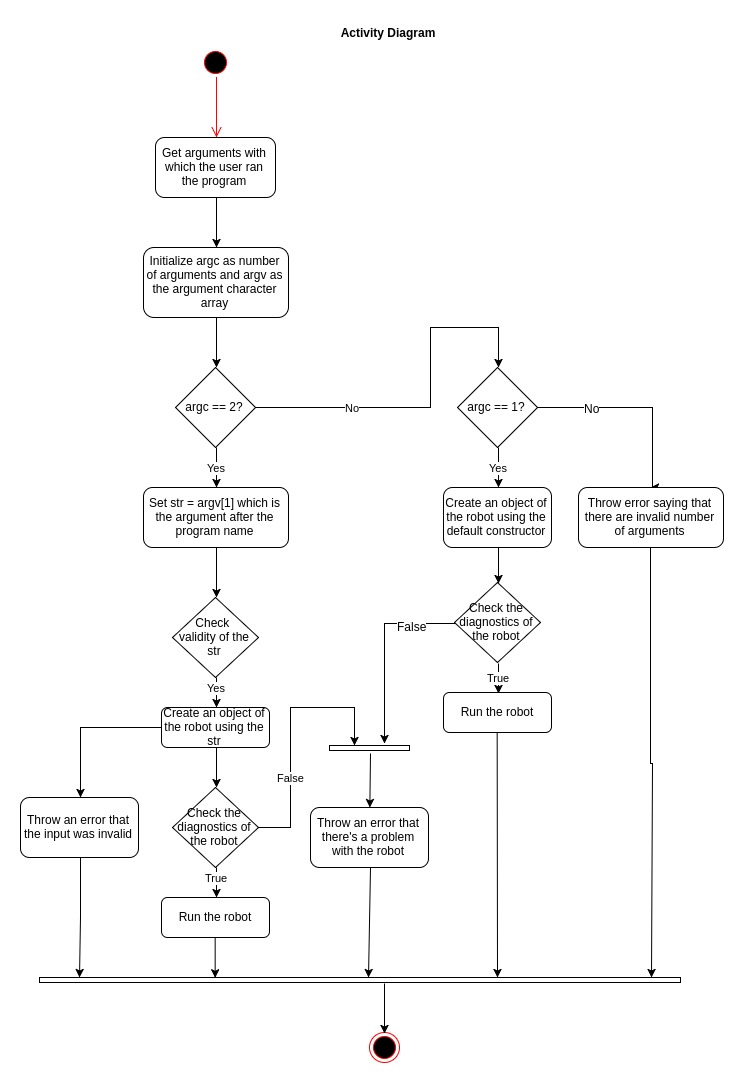 Activity Diagram
Get arguments with
which the user ran
the program
Initialize argc as number
of arguments and argv as
the argument character
array
argc == 2?
No
argc == 1?
No
Yes
Yes
Set str = argv[1] which is
the argument after the
program name
Create an object of
the robot using the
default constructor
Throw error saying that
there are invalid number
of arguments
Check
validity of the
str
Check the
diagnostics of
the robot
False
Yes
True
Create an object of
the robot using the
str
Run the robot
False
Throw an error that
the input was invalid
Check the
diagnostics of
the robot
Throw an error that
there's a problem
with the robot
True
Run the robot